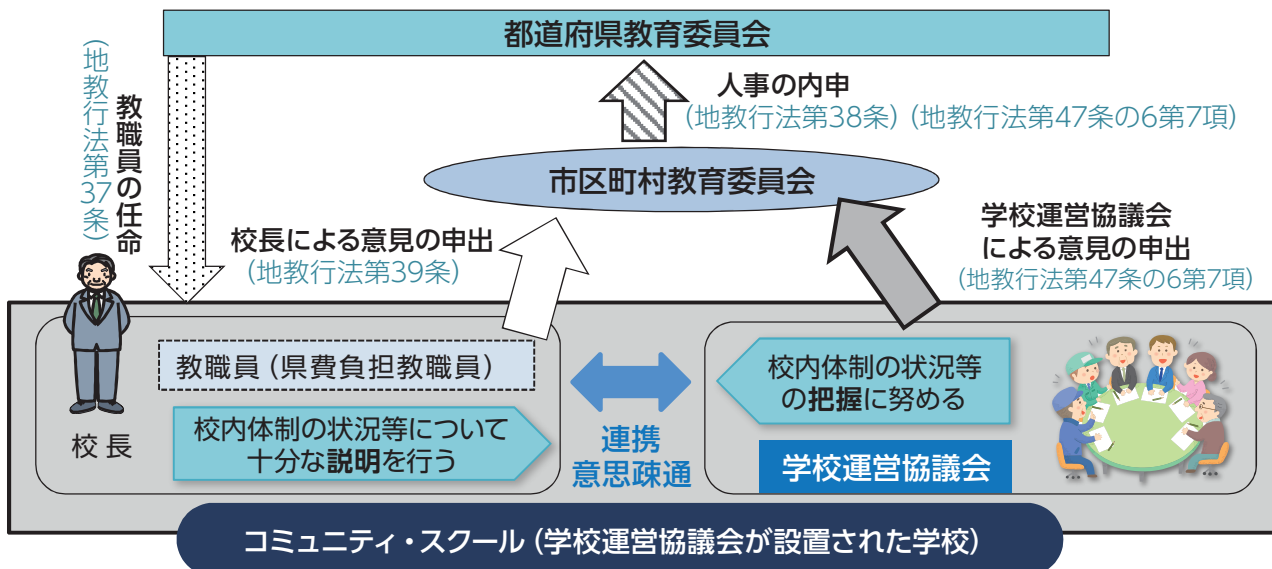 都道府県教育委員会
教職員の任命
(地教行法第37条)
人事の内申
(地教行法第38条) (地教行法第47条の6第7項)
市区町村教育委員会
校長による意見の申出
(地教行法第39条)
学校運営協議会
による意見の申出
(地教行法第47条の6第7項)
教職員(県費負担教職員)
校内体制の状況等について
十分な説明を行う
校長
連携
意思疎通
校内体制の状況等
の把握に努める
学校運営協議会
コミュニティ・スクール(学校運営協議会が設置された学校)